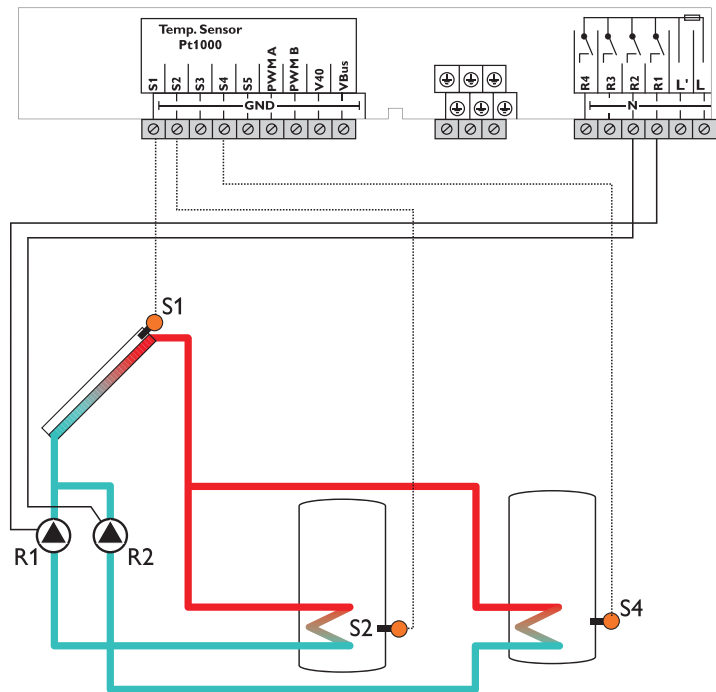 Temp. Sensor
Pt1000
S1 S2 S3 S4 S5 PWM A PWM B V40 VBus
GND
R4 R3 R2 R1 L' L
N
S1
R1
R2
S2
S4